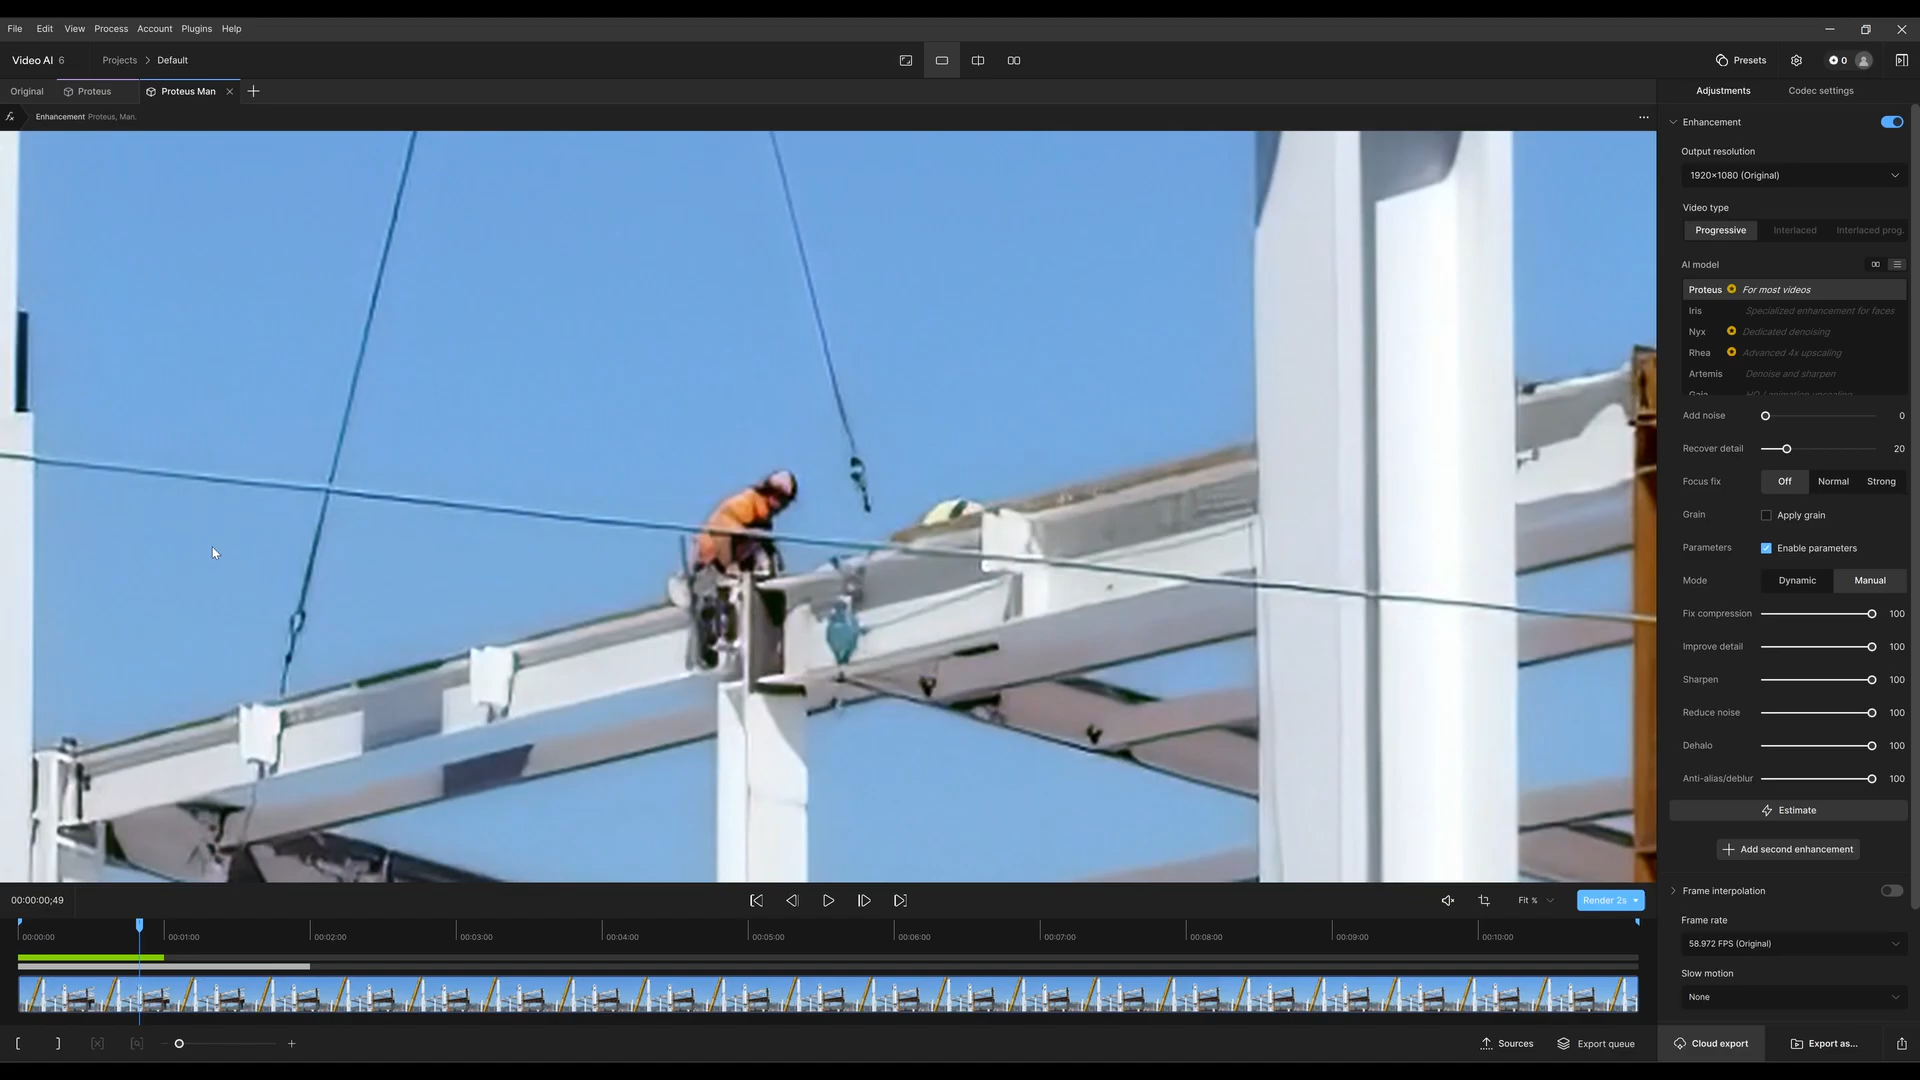 File Edit View Process Account Plugins Help
Video AI 6 Projects > Default Presets 0
Original Proteus Proteus Man Adjustments Codec settings
fx Enhancement Proteus, Man. ...
Enhancement
Output resolution
1920×1080 (Original)
Video type
Progressive Interlaced Interlaced prog.
AI model
Proteus For most videos
Iris Specialized enhancement for faces
Nyx Dedicated denoising
Rhea Advanced 4x upscaling
Artemis Denoise and sharpen
Add noise 0
Recover detail 20
Focus fix Off Normal Strong
Grain Apply grain
Parameters Enable parameters
Mode Dynamic Manual
Fix compression 100
Improve detail 100
Sharpen 100
Reduce noise 100
Dehalo 100
Anti-alias/deblur 100
Estimate
Add second enhancement
Frame interpolation
Frame rate
58.972 FPS (Original)
Slow motion
None
00:00:00;49 Fit % Render 2s
00:00:00 00:01:00 00:02:00 00:03:00 00:04:00 00:05:00 00:06:00 00:07:00 00:08:00 00:09:00 00:10:00
Sources Export queue Cloud export Export as...